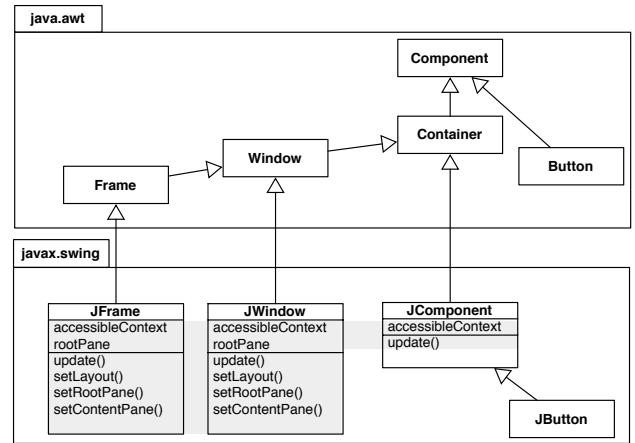 java.awt
Component
Container
Window
Button
Frame
javax.swing
JFrame
accessibleContext
rootPane
update()
setLayout()
setRootPane()
setContentPane()
JWindow
accessibleContext
rootPane
update()
setLayout()
setRootPane()
setContentPane()
JComponent
accessibleContext
update()
JButton